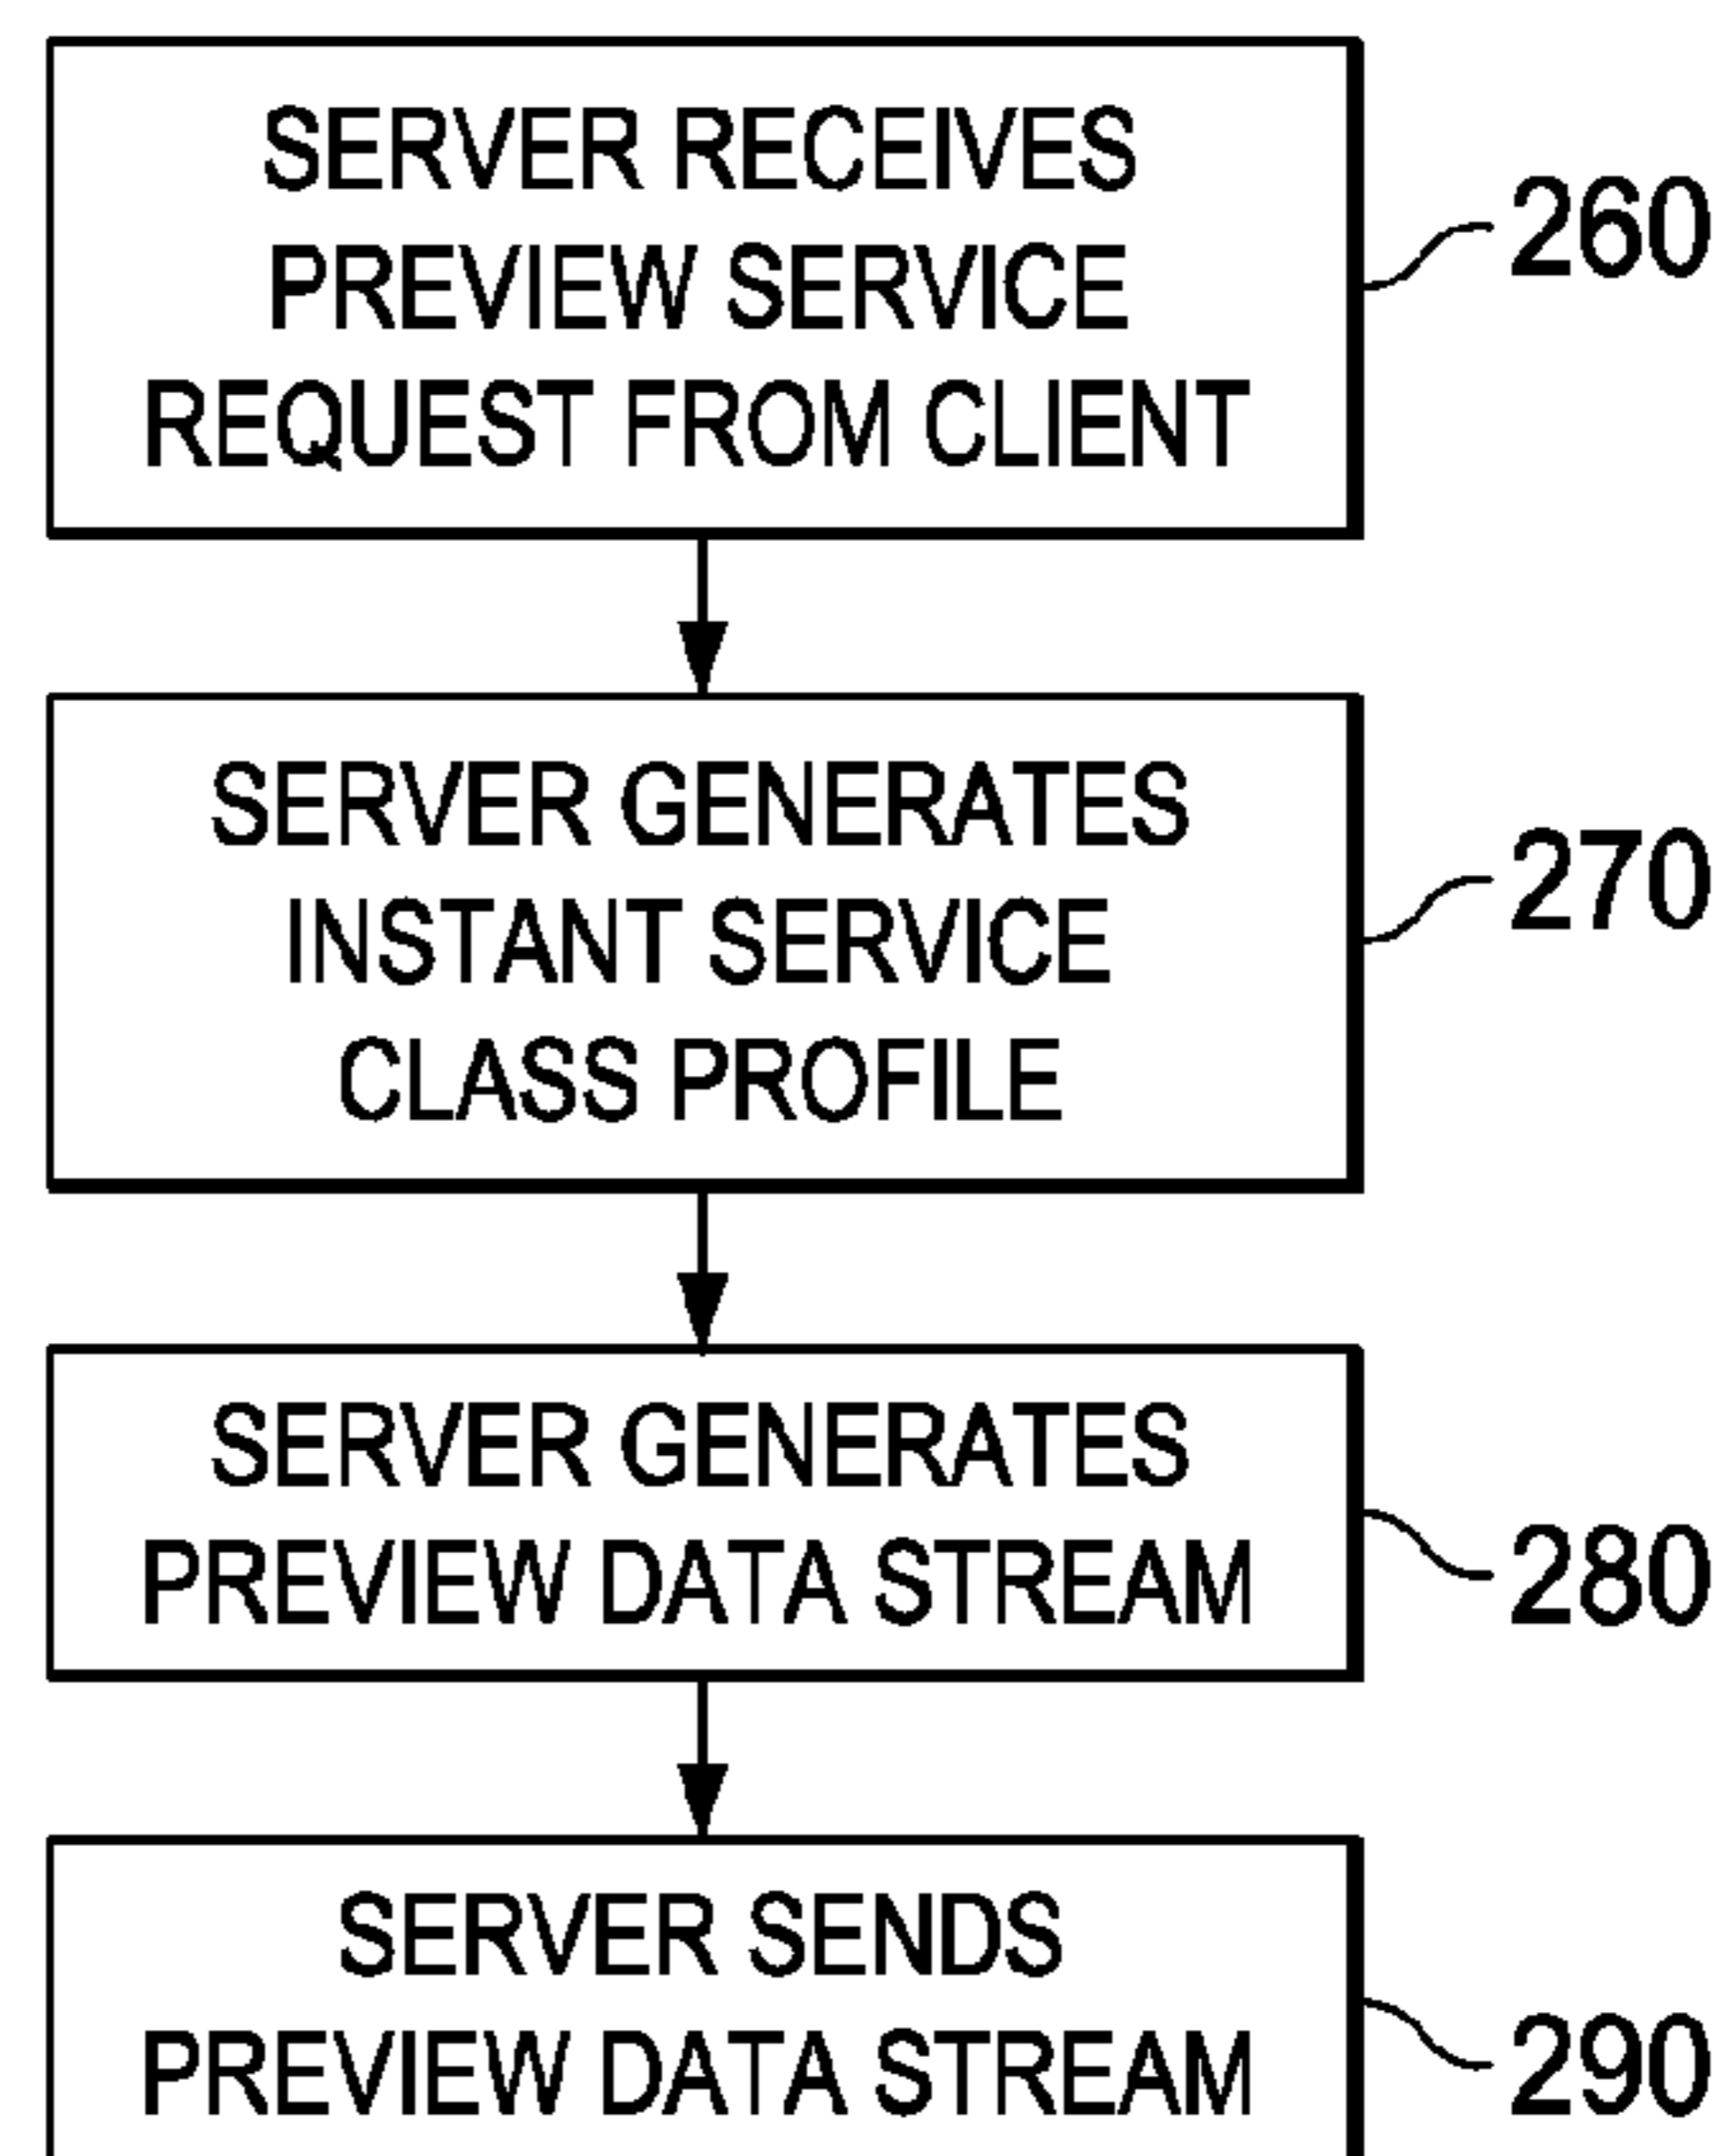 SERVER RECEIVES
PREVIEW SERVICE
REQUEST FROM CLIENT
260
SERVER GENERATES
INSTANT SERVICE
CLASS PROFILE
270
SERVER GENERATES
PREVIEW DATA STREAM
280
SERVER SENDS
PREVIEW DATA STREAM
290